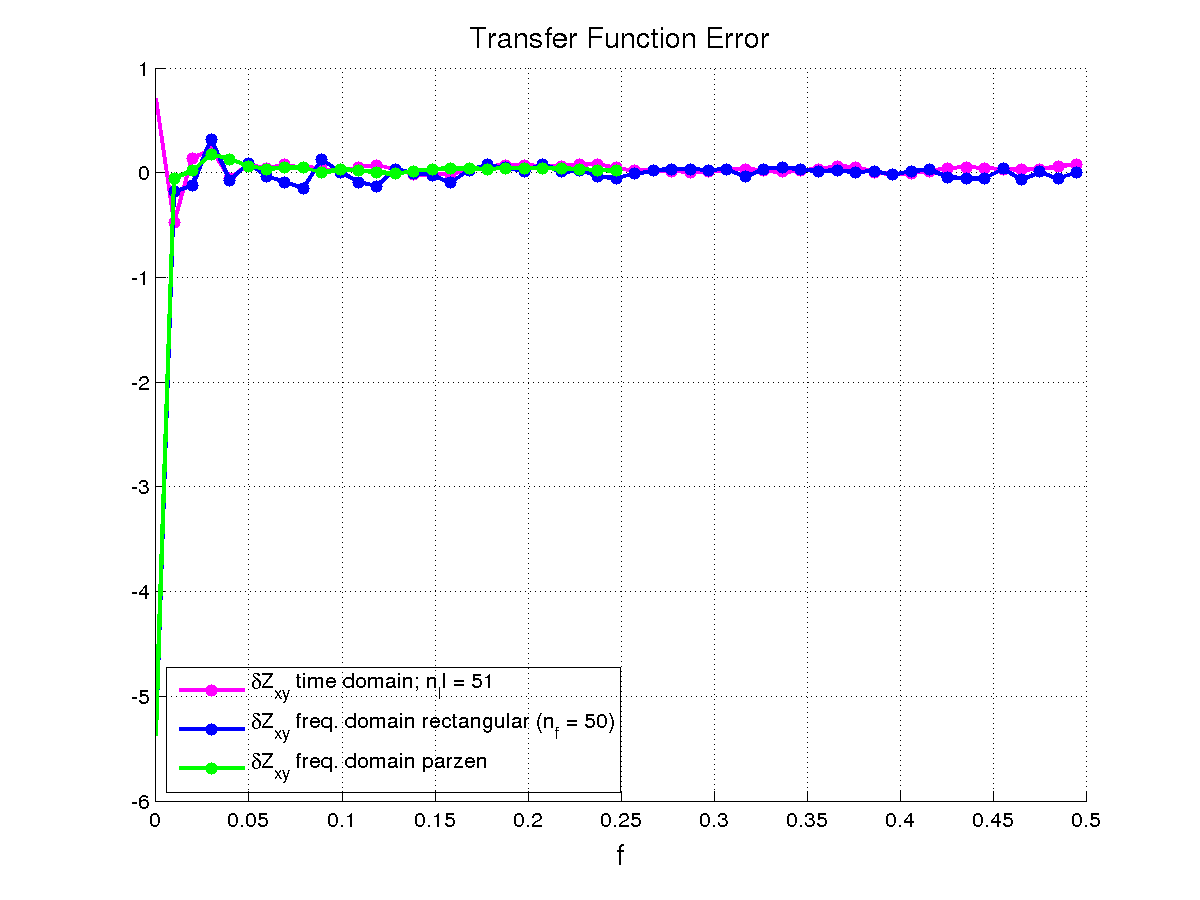 Transfer Function Error
1
0
-1
-2
-3
-4
-5
-6
δZxy time domain; nll = 51
δZxy freq. domain rectangular (nf = 50)
δZxy freq. domain parzen
0 0.05 0.1 0.15 0.2 0.25 0.3 0.35 0.4 0.45 0.5
f